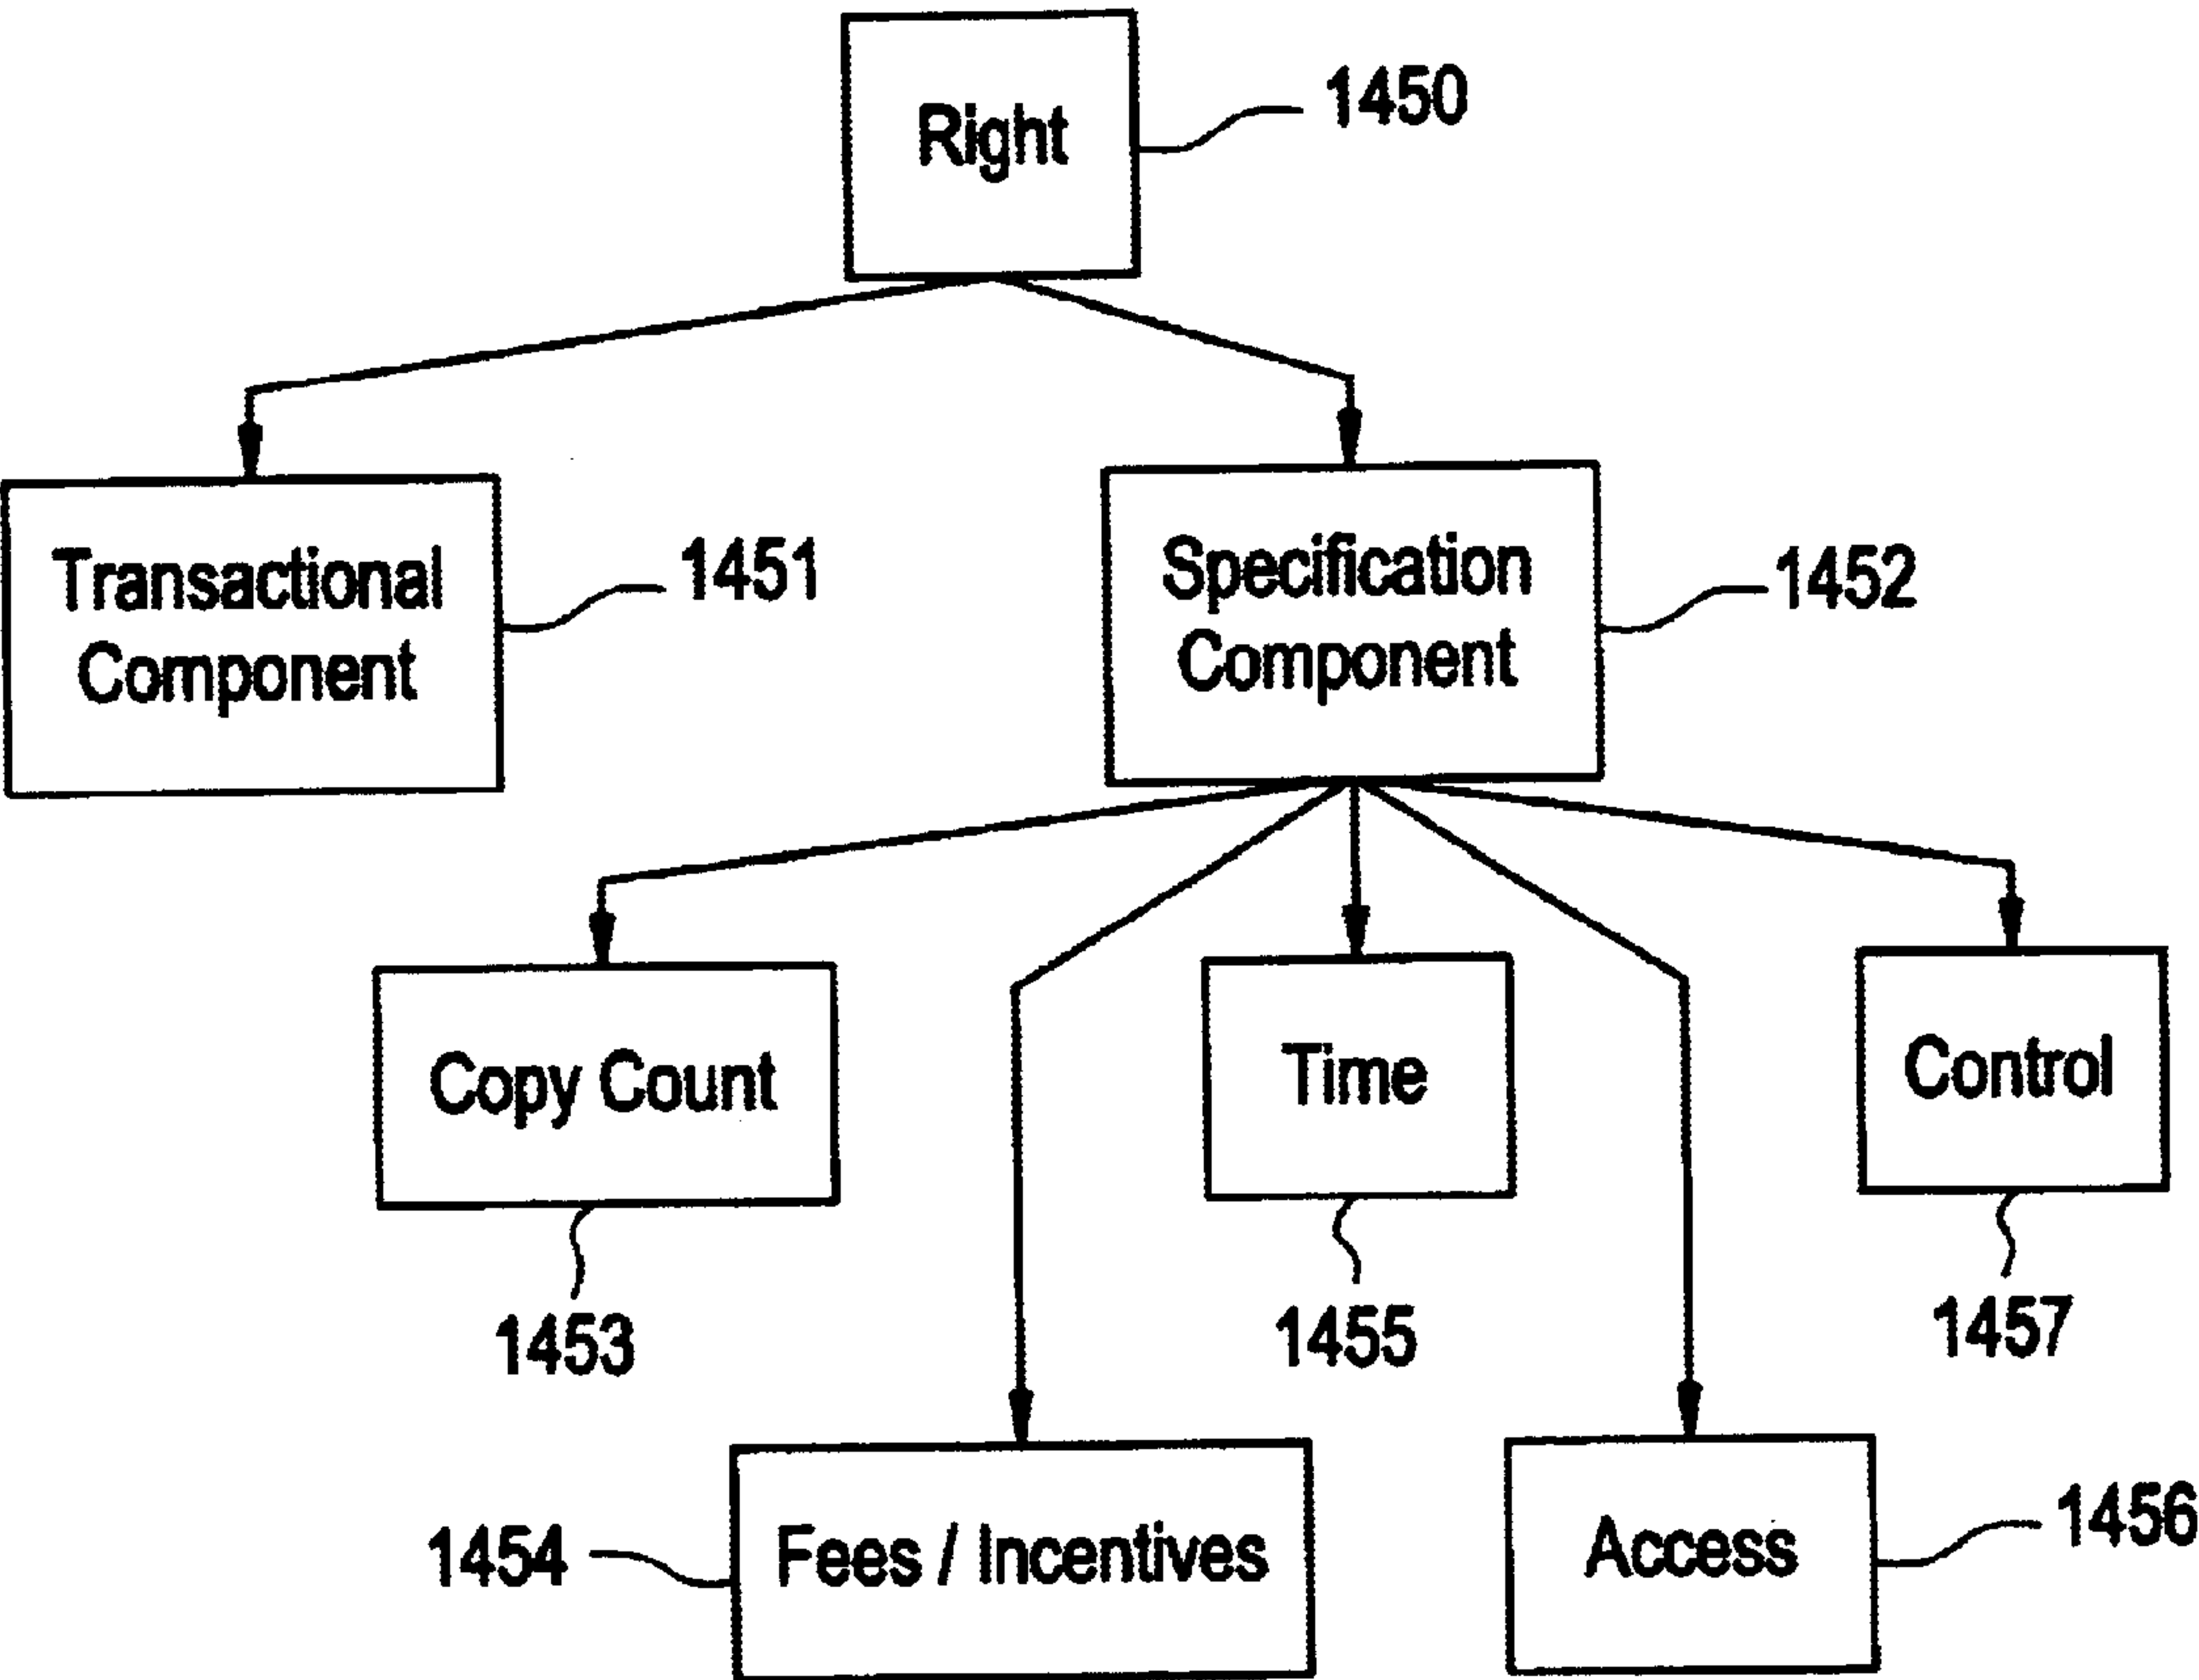 Right
1450
Transactional
Component
1451
Specification
Component
1452
Copy Count
1453
Time
1455
Control
1457
1454
Fees / Incentives
Access
1456